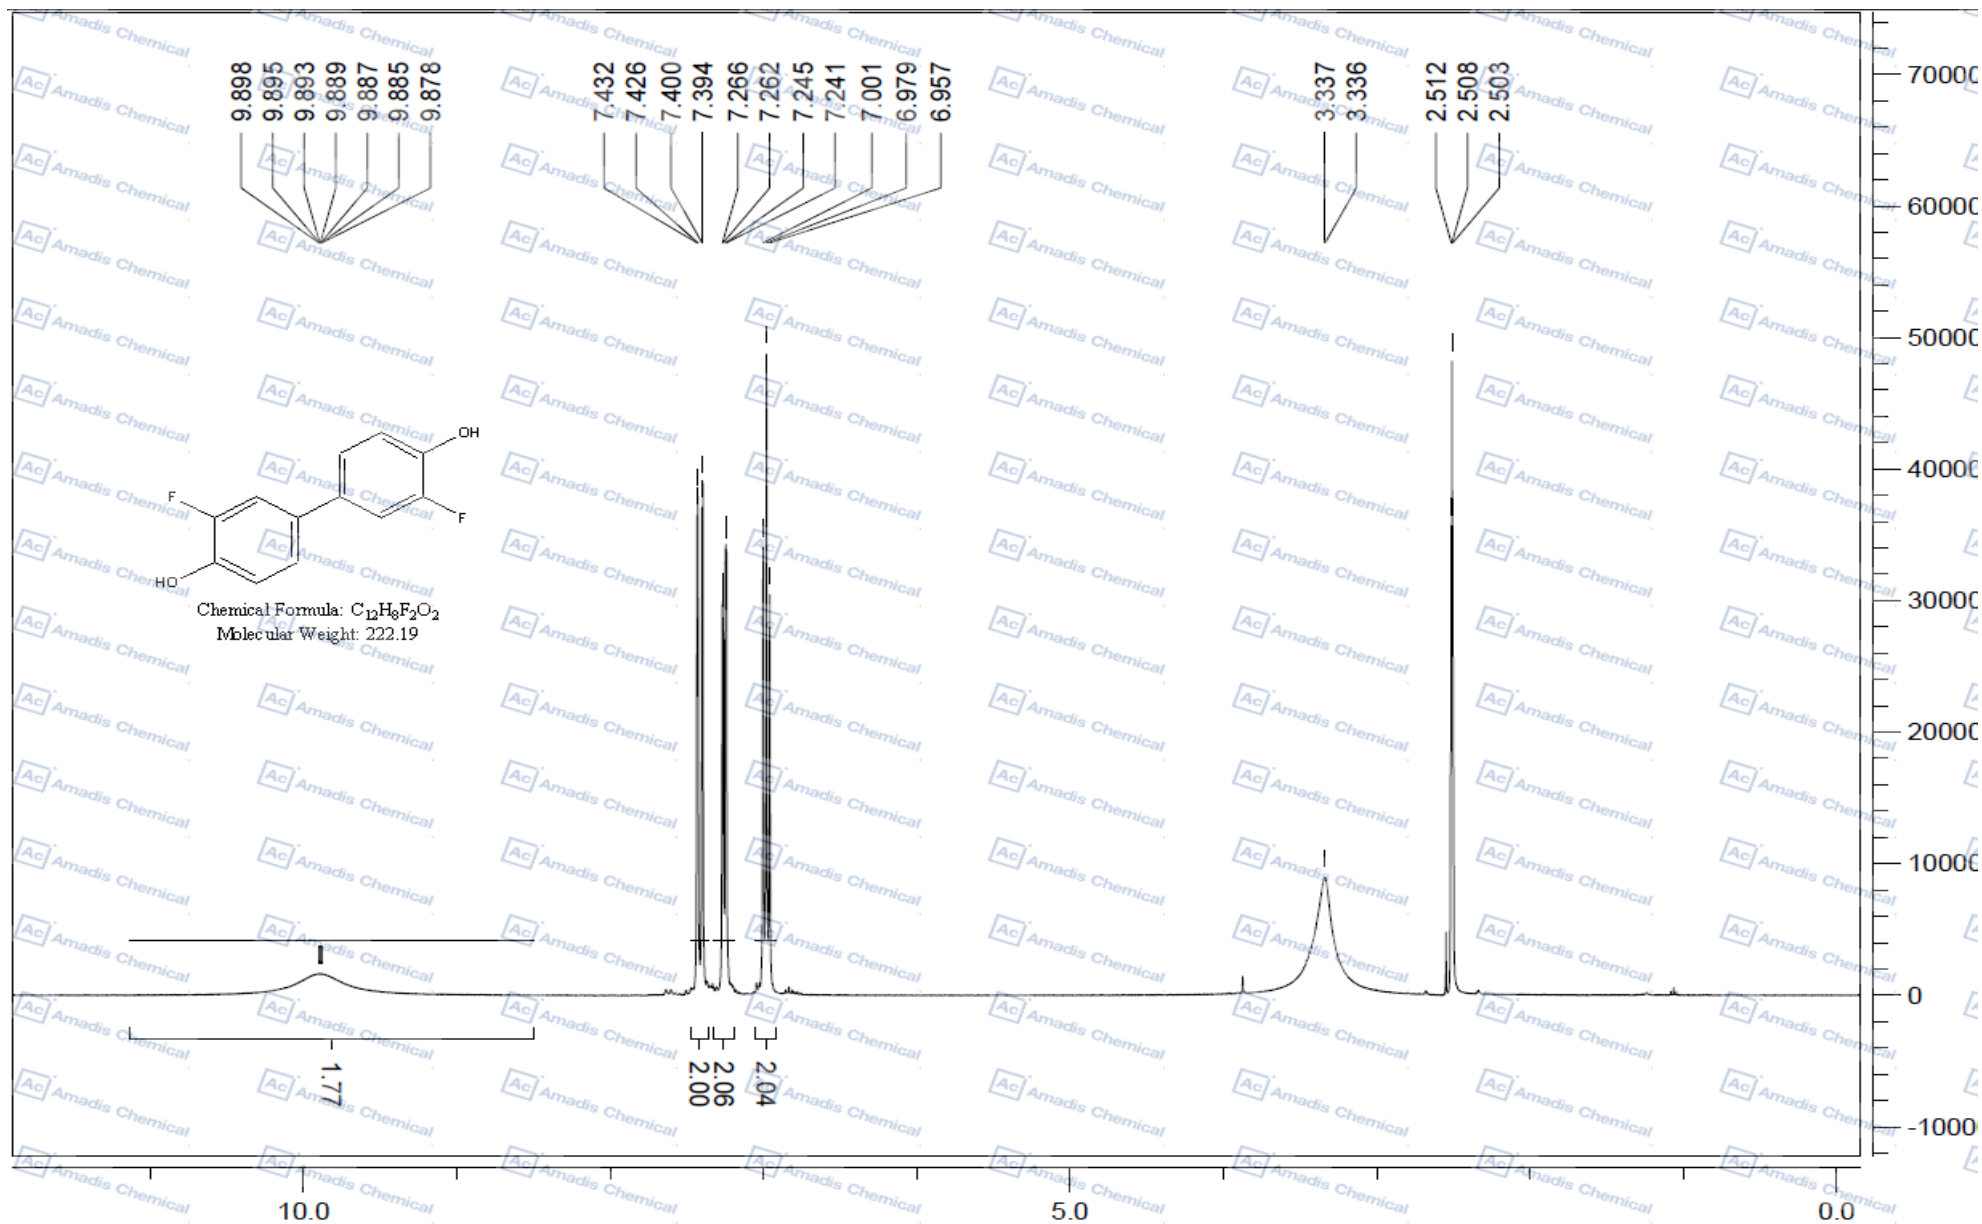 9.898 9.895 9.893 9.889 9.887 9.885 9.878 7.432 7.426 7.400 7.394 7.266 7.262 7.245 7.241 7.001 6.979 6.957 3.337 3.336 2.512 2.508 2.503
70000
60000
50000
40000
30000
20000
10000
0
-1000
OH
F
F
HO
Chemical Formula: C₁₂H₈F₂O₂
Molecular Weight: 222.19
1.77 2.00 2.06 2.04
10.0 5.0 0.0
Ac Amadis Chemical